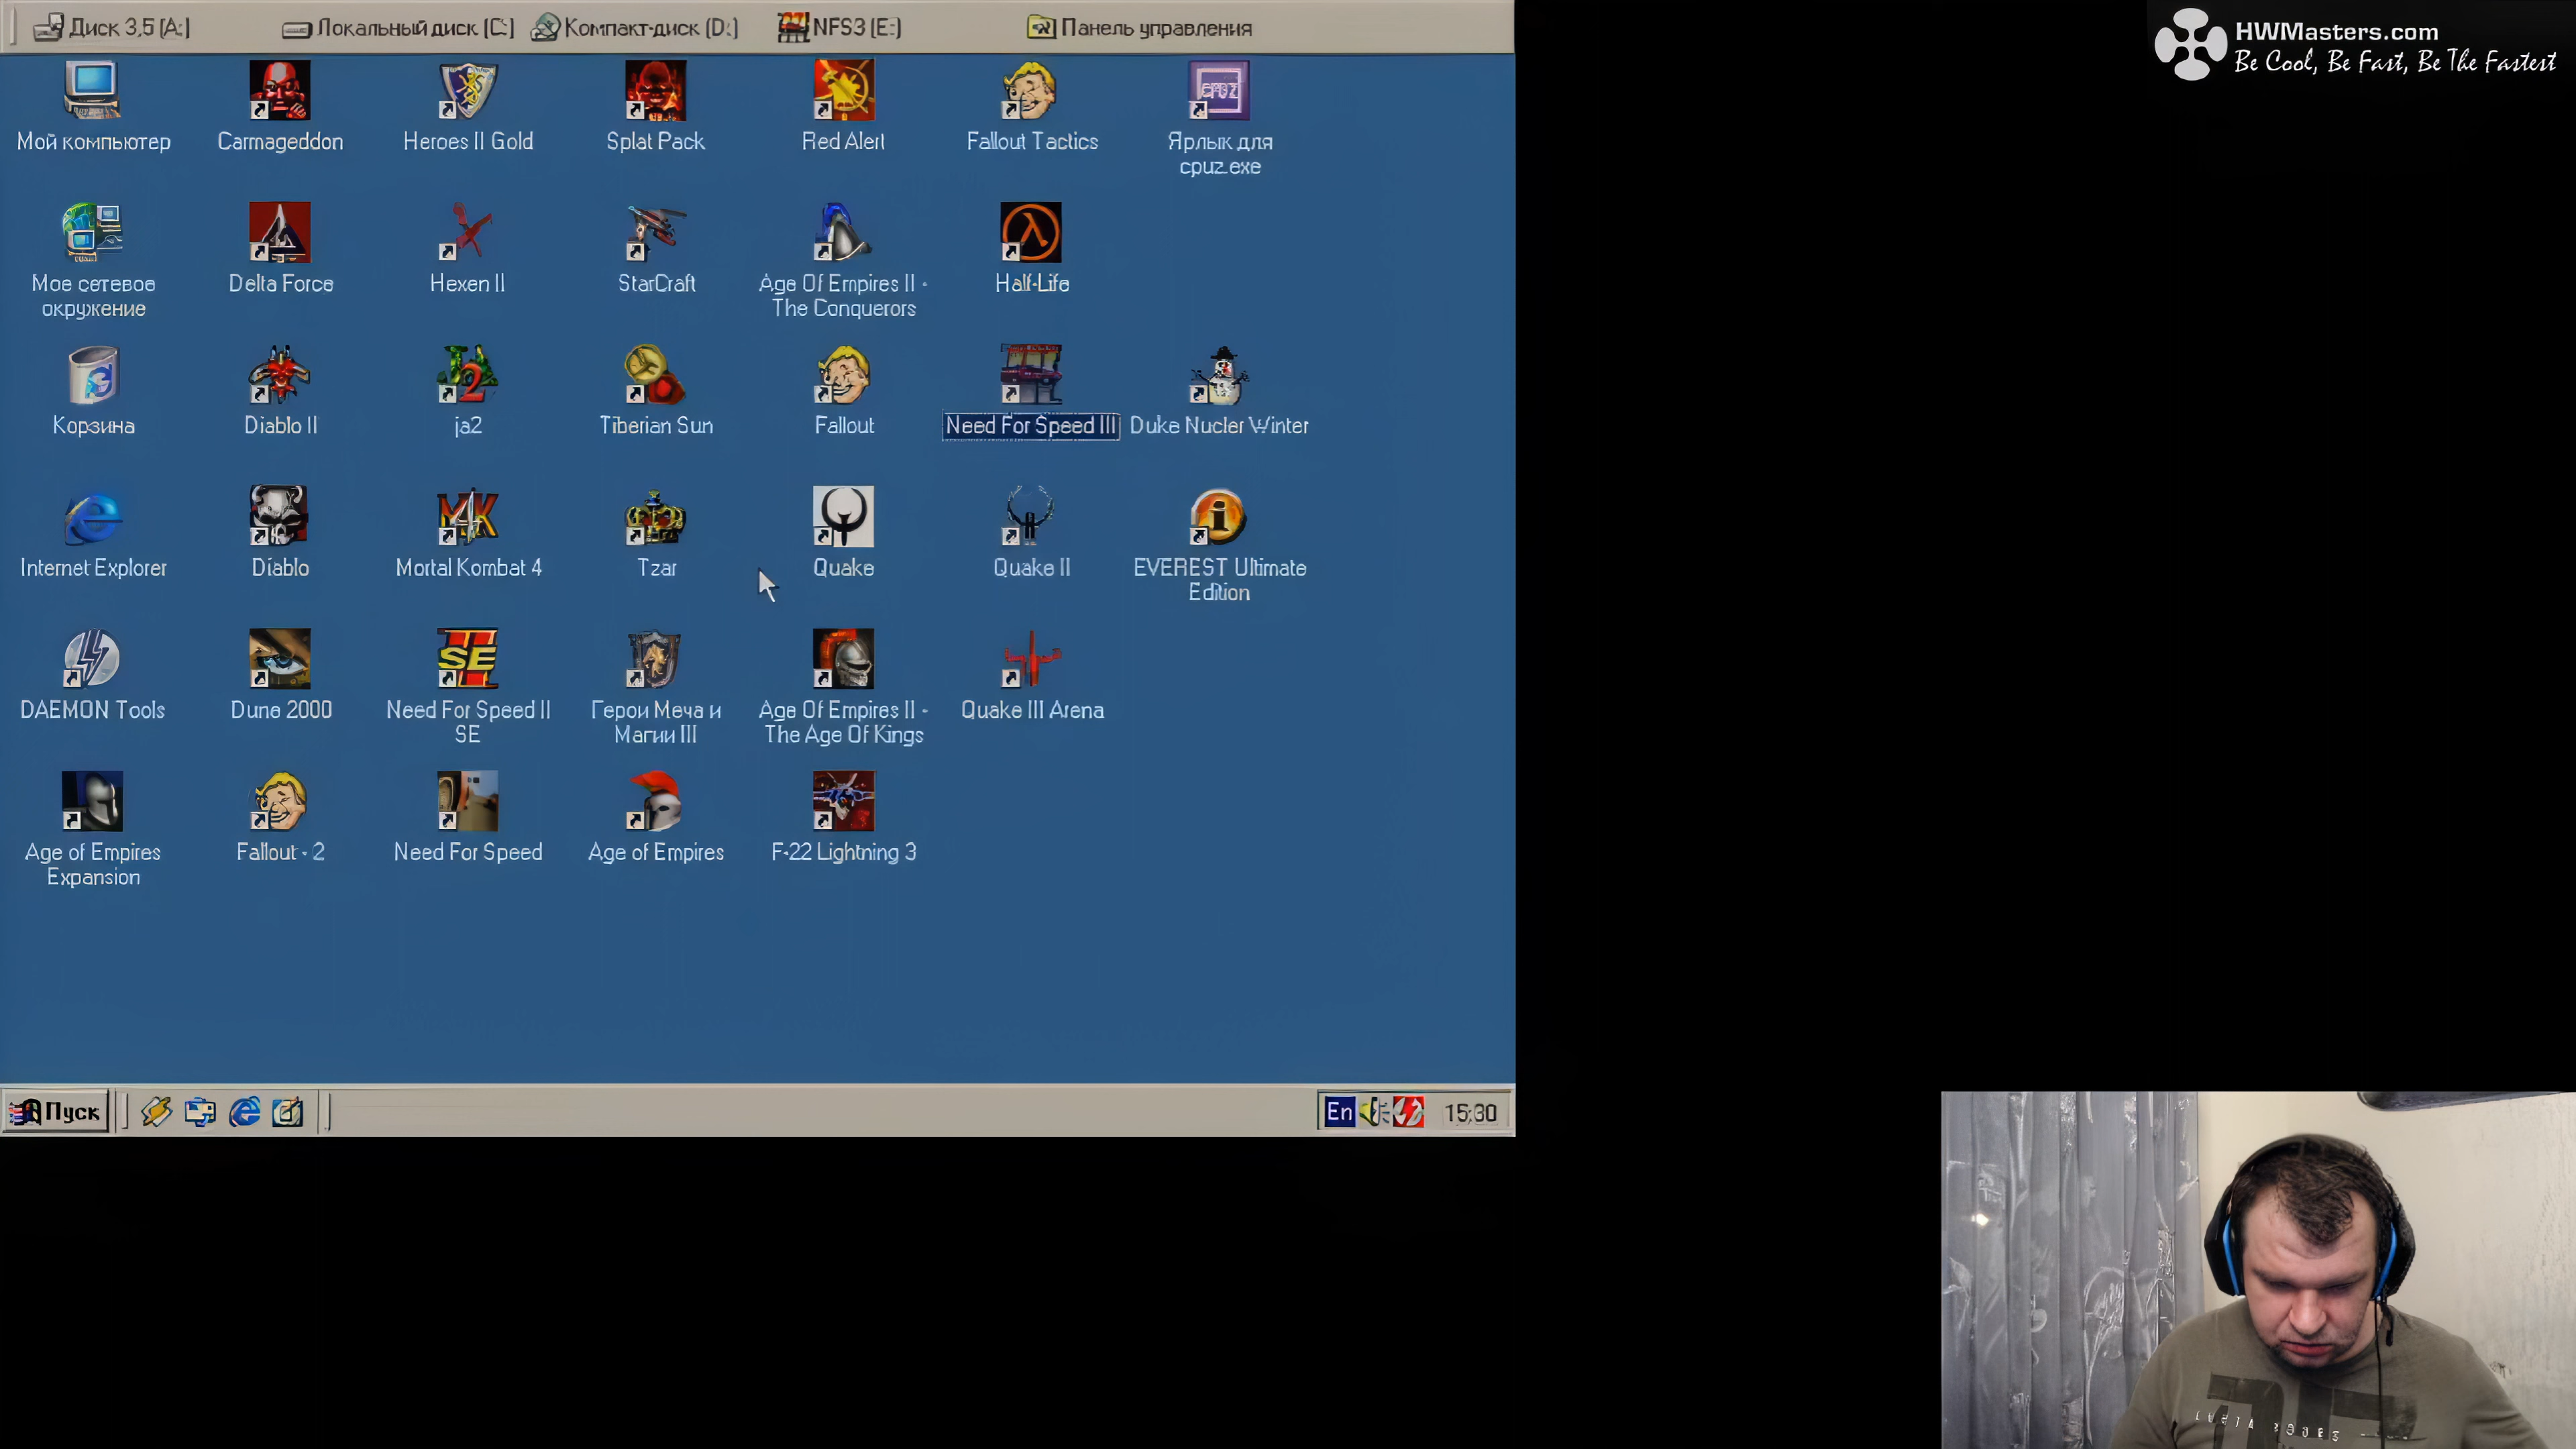 Диск 3,5 (A:)
Локальный диск (C:)
Компакт-диск (D:)
NFS3 (E:)
Панель управления
HWMasters.com
Be Cool, Be Fast, Be The Fastest
Мой компьютер
Carmageddon
Heroes II Gold
Splat Pack
Red Alert
Fallout Tactics
Ярлык для
cpuz.exe
Мое сетевое
окружение
Delta Force
Hexen II
StarCraft
Age Of Empires II -
The Conquerors
Half-Life
Корзина
Diablo II
ja2
Tiberian Sun
Fallout
Need For Speed III
Duke Nucler Winter
Internet Explorer
Diablo
Mortal Kombat 4
Tzar
Quake
Quake II
EVEREST Ultimate
Edition
DAEMON Tools
Dune 2000
Need For Speed II
SE
Герои Меча и
Магии III
Age Of Empires II -
The Age Of Kings
Quake III Arena
Age of Empires
Expansion
Fallout - 2
Need For Speed
Age of Empires
F-22 Lightning 3
Пуск
En
15:30